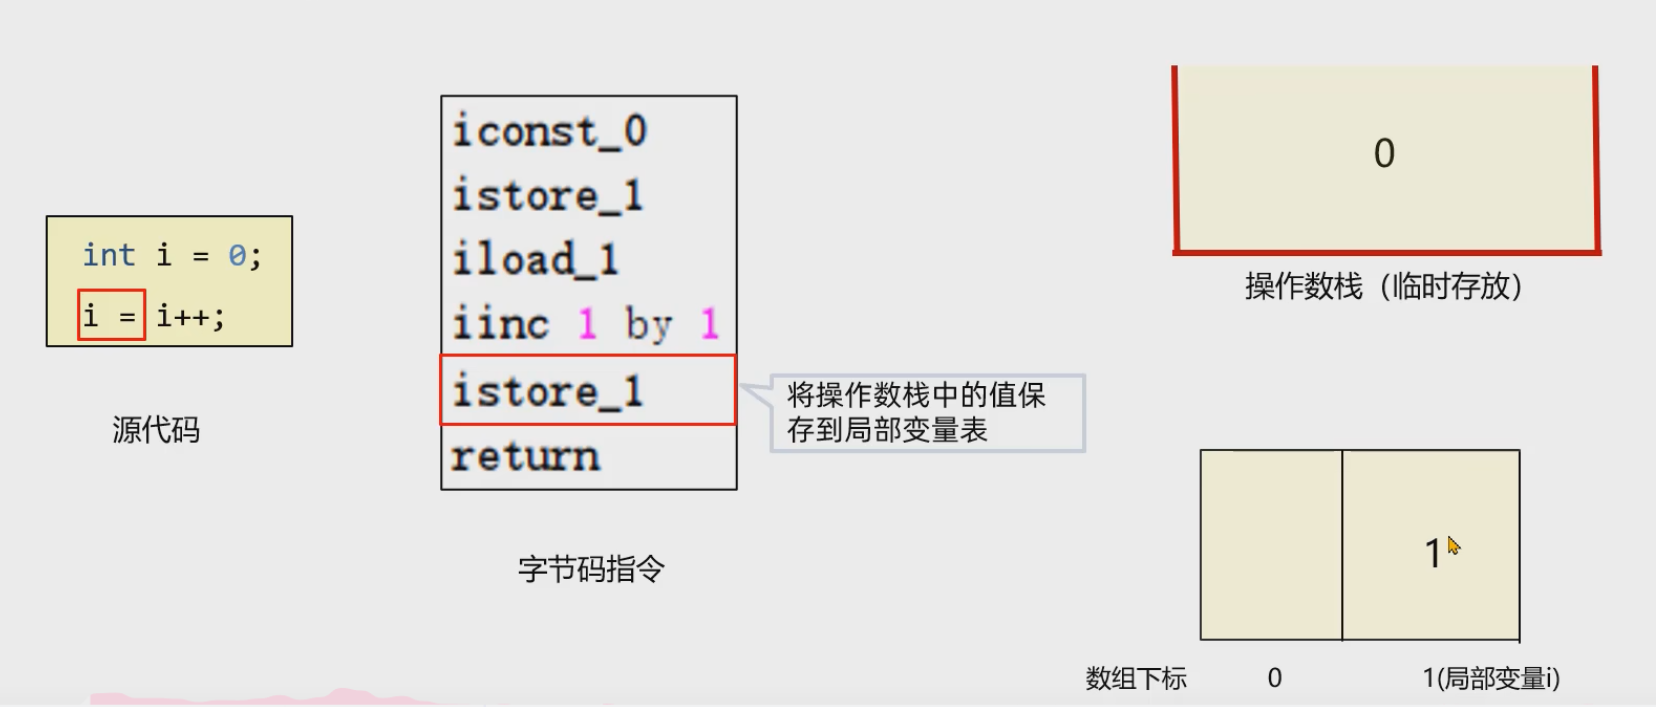 int i = 0;
i = i++;
源代码
iconst_0
istore_1
iload_1
iinc 1 by 1
istore_1
return
字节码指令
将操作数栈中的值保
存到局部变量表
0
操作数栈（临时存放）
1
数组下标 0 1(局部变量i)